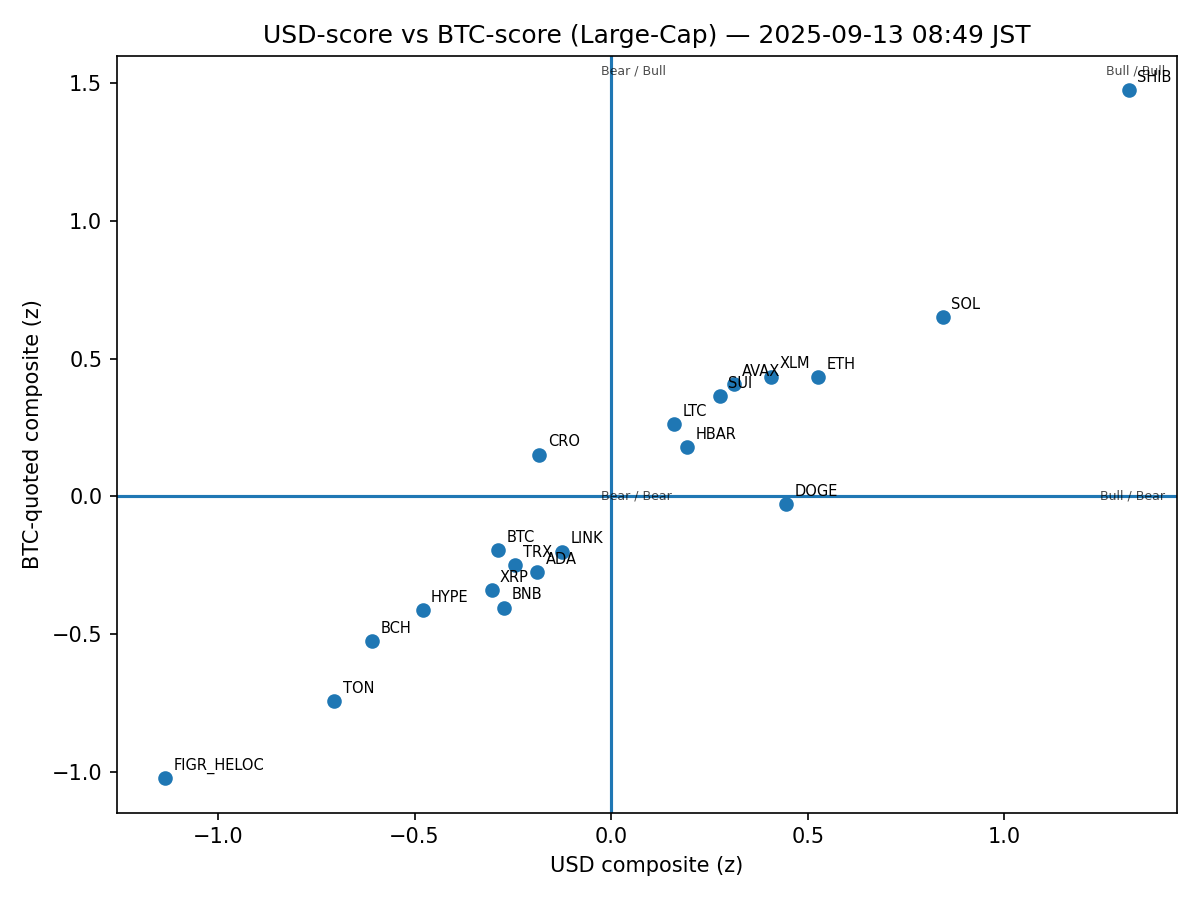 USD-score vs BTC-score (Large-Cap) — 2025-09-13 08:49 JST
Bear / Bull
Bull / Bull
SHIB
1.5
1.0
0.5
0.0
−0.5
−1.0
BTC-quoted composite (z)
SOL
XLM
ETH
AVAX
SUI
LTC
HBAR
CRO
DOGE
Bear / Bear
Bull / Bear
BTC
LINK
TRX
ADA
XRP
BNB
HYPE
BCH
TON
FIGR_HELOC
−1.0
−0.5
0.0
0.5
1.0
USD composite (z)